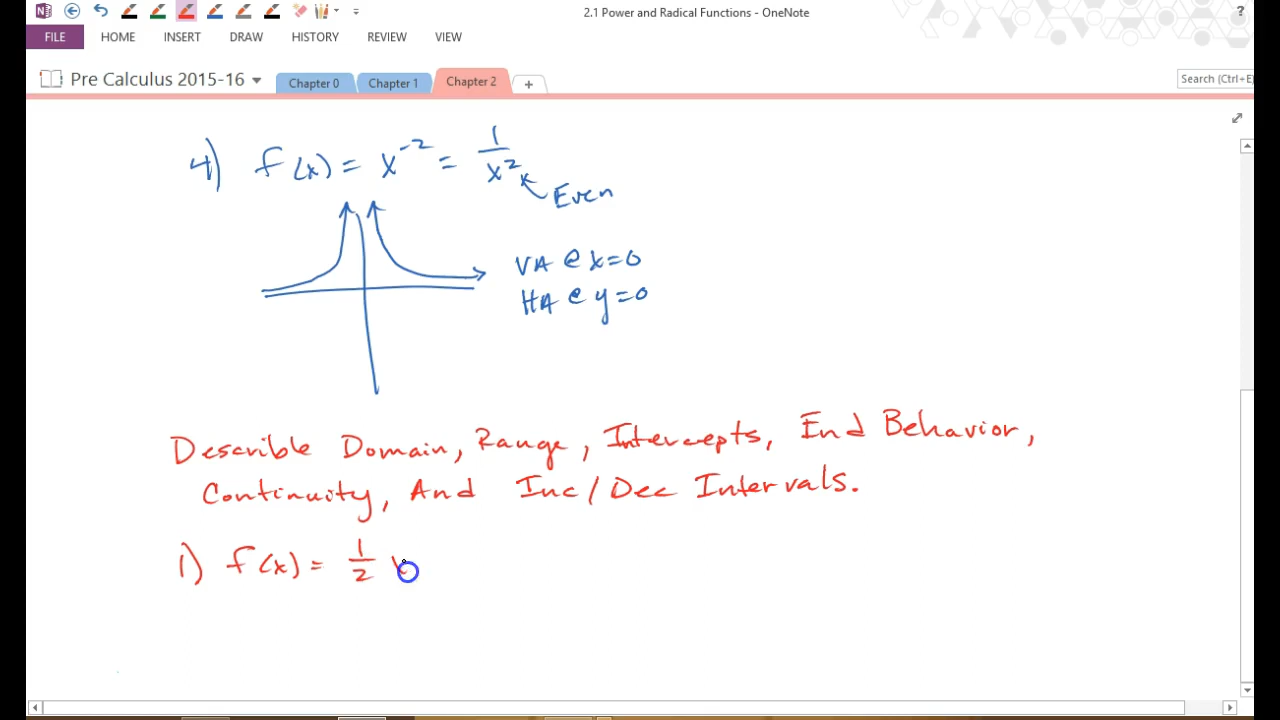 2.1 Power and Radical Functions - OneNote
?
FILE HOME INSERT DRAW HISTORY REVIEW VIEW
Pre Calculus 2015-16 Chapter 0 Chapter 1 Chapter 2 + Search (Ctrl+E)
4) f(x) = x⁻² = 1/x²
Even
VA @ x=0
HA @ y=0
Describle Domain, Range, Intercepts, End Behavior,
Continuity, And Inc/Dec Intervals.
1) f(x) = 1/2